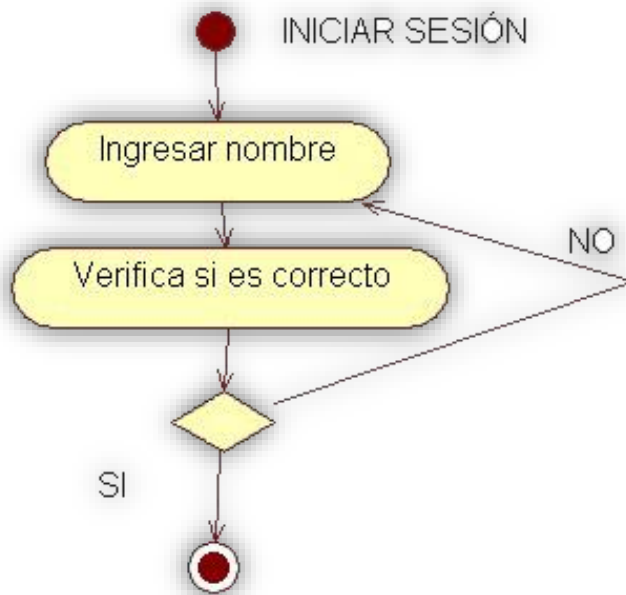 INICIAR SESIÓN
Ingresar nombre
NO
Verifica si es correcto
SI